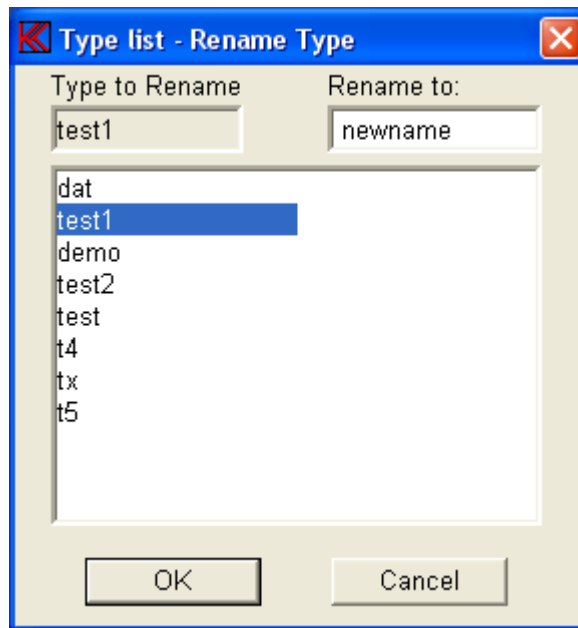 Type list - Rename Type
Type to Rename Rename to:
test1 newname
dat
test1
demo
test2
test
t4
tx
t5
OK Cancel